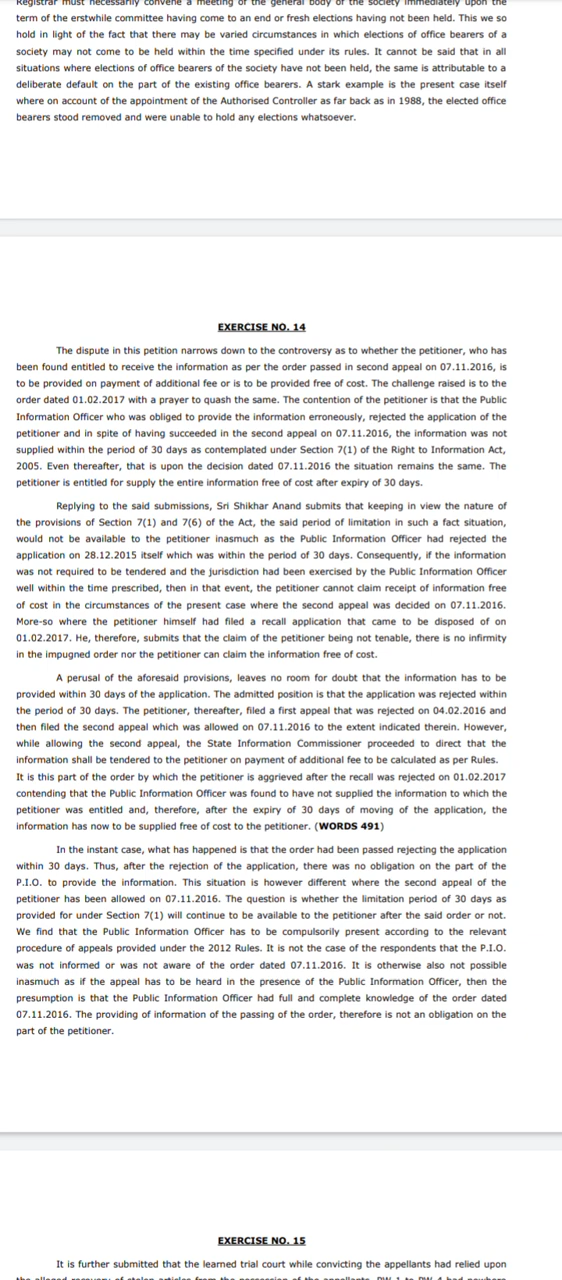 Registrar must necessarily convene a meeting of the general body of the society immediately upon the
term of the erstwhile committee having come to an end or fresh elections having not been held. This we so
hold in light of the fact that there may be varied circumstances in which elections of office bearers of a
society may not come to be held within the time specified under its rules. It cannot be said that in all
situations where elections of office bearers of the society have not been held, the same is attributable to a
deliberate default on the part of the existing office bearers. A stark example is the present case itself
where on account of the appointment of the Authorised Controller as far back as in 1988, the elected office
bearers stood removed and were unable to hold any elections whatsoever.
EXERCISE NO. 14
The dispute in this petition narrows down to the controversy as to whether the petitioner, who has
been found entitled to receive the information as per the order passed in second appeal on 07.11.2016, is
to be provided on payment of additional fee or is to be provided free of cost. The challenge raised is to the
order dated 01.02.2017 with a prayer to quash the same. The contention of the petitioner is that the Public
Information Officer who was obliged to provide the information erroneously, rejected the application of the
petitioner and in spite of having succeeded in the second appeal on 07.11.2016, the information was not
supplied within the period of 30 days as contemplated under Section 7(1) of the Right to Information Act,
2005. Even thereafter, that is upon the decision dated 07.11.2016 the situation remains the same. The
petitioner is entitled for supply the entire information free of cost after expiry of 30 days.
Replying to the said submissions, Sri Shikhar Anand submits that keeping in view the nature of
the provisions of Section 7(1) and 7(6) of the Act, the said period of limitation in such a fact situation,
would not be available to the petitioner inasmuch as the Public Information Officer had rejected the
application on 28.12.2015 itself which was within the period of 30 days. Consequently, if the information
was not required to be tendered and the jurisdiction had been exercised by the Public Information Officer
well within the time prescribed, then in that event, the petitioner cannot claim receipt of information free
of cost in the circumstances of the present case where the second appeal was decided on 07.11.2016.
More-so where the petitioner himself had filed a recall application that came to be disposed of on
01.02.2017. He, therefore, submits that the claim of the petitioner being not tenable, there is no infirmity
in the impugned order nor the petitioner can claim the information free of cost.
A perusal of the aforesaid provisions, leaves no room for doubt that the information has to be
provided within 30 days of the application. The admitted position is that the application was rejected within
the period of 30 days. The petitioner, thereafter, filed a first appeal that was rejected on 04.02.2016 and
then filed the second appeal which was allowed on 07.11.2016 to the extent indicated therein. However,
while allowing the second appeal, the State Information Commissioner proceeded to direct that the
information shall be tendered to the petitioner on payment of additional fee to be calculated as per Rules.
It is this part of the order by which the petitioner is aggrieved after the recall was rejected on 01.02.2017
contending that the Public Information Officer was found to have not supplied the information to which the
petitioner was entitled and, therefore, after the expiry of 30 days of moving of the application, the
information has now to be supplied free of cost to the petitioner. (WORDS 491)
In the instant case, what has happened is that the order had been passed rejecting the application
within 30 days. Thus, after the rejection of the application, there was no obligation on the part of the
P.I.O. to provide the information. This situation is however different where the second appeal of the
petitioner has been allowed on 07.11.2016. The question is whether the limitation period of 30 days as
provided for under Section 7(1) will continue to be available to the petitioner after the said order or not.
We find that the Public Information Officer has to be compulsorily present according to the relevant
procedure of appeals provided under the 2012 Rules. It is not the case of the respondents that the P.I.O.
was not informed or was not aware of the order dated 07.11.2016. It is otherwise also not possible
inasmuch as if the appeal has to be heard in the presence of the Public Information Officer, then the
presumption is that the Public Information Officer had full and complete knowledge of the order dated
07.11.2016. The providing of information of the passing of the order, therefore is not an obligation on the
part of the petitioner.
EXERCISE NO. 15
It is further submitted that the learned trial court while convicting the appellants had relied upon
the alleged recovery of stolen articles from the possession of the appellants. PW 1 to PW 4 had nowhere